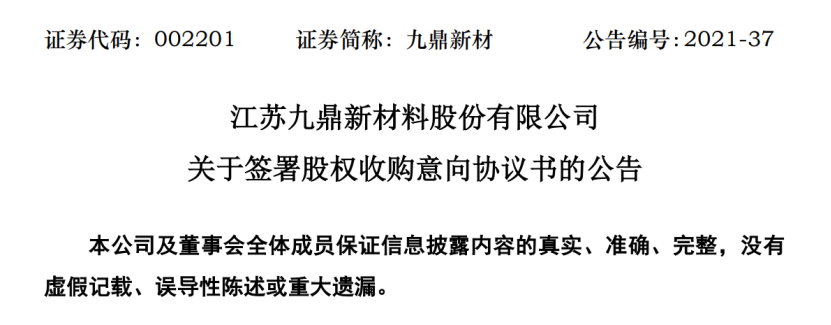 证券代码：002201 证券简称：九鼎新材 公告编号：2021-37
江苏九鼎新材料股份有限公司
关于签署股权收购意向协议书的公告
本公司及董事会全体成员保证信息披露内容的真实、准确、完整，没有
虚假记载、误导性陈述或重大遗漏。